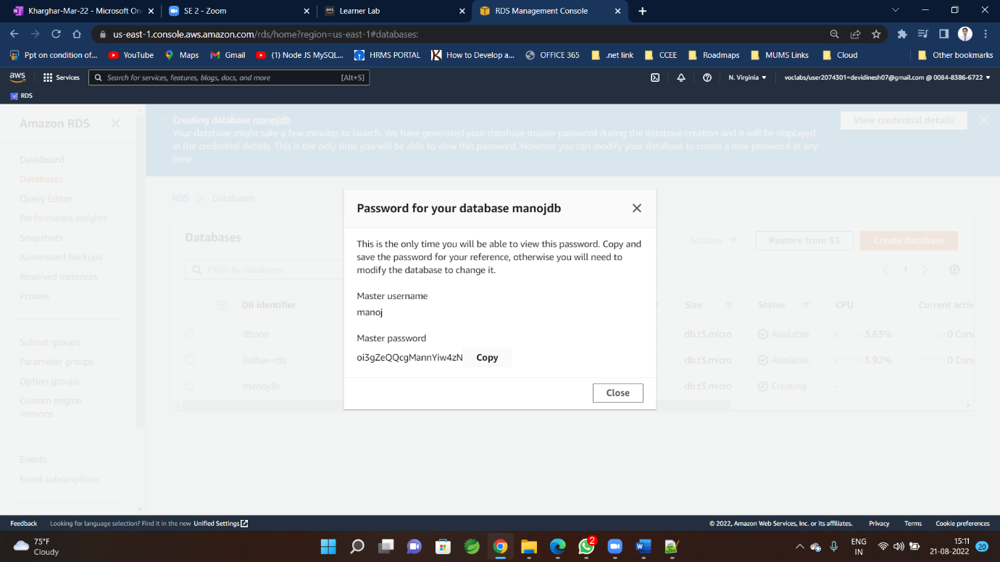 Kharghar-Mar-22 - Microsoft On
SE 2 - Zoom
Learner Lab
RDS Management Console
us-east-1.console.aws.amazon.com/rds/home?region=us-east-1#databases:
Ppt on condition of...
YouTube
Maps
Gmail
(1) Node JS MySQL...
HRMS PORTAL
How to Develop a...
OFFICE 365
.net link
CCEE
Roadmaps
MUMS Links
Cloud
Other bookmarks
aws
Services
Search for services, features, blogs, docs, and more
[Alt+S]
N. Virginia
voclabs/user2074301=devidinesh07@gmail.com @ 0084-8386-6722
RDS
Amazon RDS
Dashboard
Databases
Query Editor
Performance insights
Snapshots
Automated backups
Reserved instances
Proxies
Subnet groups
Parameter groups
Option groups
Custom engine
versions
Events
Event subscriptions
Creating database manojdb
Your database might take a few minutes to launch. We have generated your database master password during the database creation and it will be displayed
in the credential details. This is the only time you will be able to view this password. However you can modify your database to create a new password at any
time.
View credential details
RDS
Databases
Databases
Actions
Restore from S3
Create database
Filter by databases
1
DB identifier
Size
Status
CPU
Current activ
dbone
db.t3.micro
Available
3.63%
0 Conn
jadhav-rds
db.t3.micro
Available
3.92%
0 Conn
manojdb
db.t3.micro
Creating
-
Password for your database manojdb
This is the only time you will be able to view this password. Copy and
save the password for your reference, otherwise you will need to
modify the database to change it.
Master username
manoj
Master password
oi3gZeQQcgMannYiw4zN
Copy
Close
Feedback
Looking for language selection? Find it in the new Unified Settings
© 2022, Amazon Web Services, Inc. or its affiliates.
Privacy
Terms
Cookie preferences
75°F
Cloudy
2
ENG
IN
15:11
21-08-2022
20